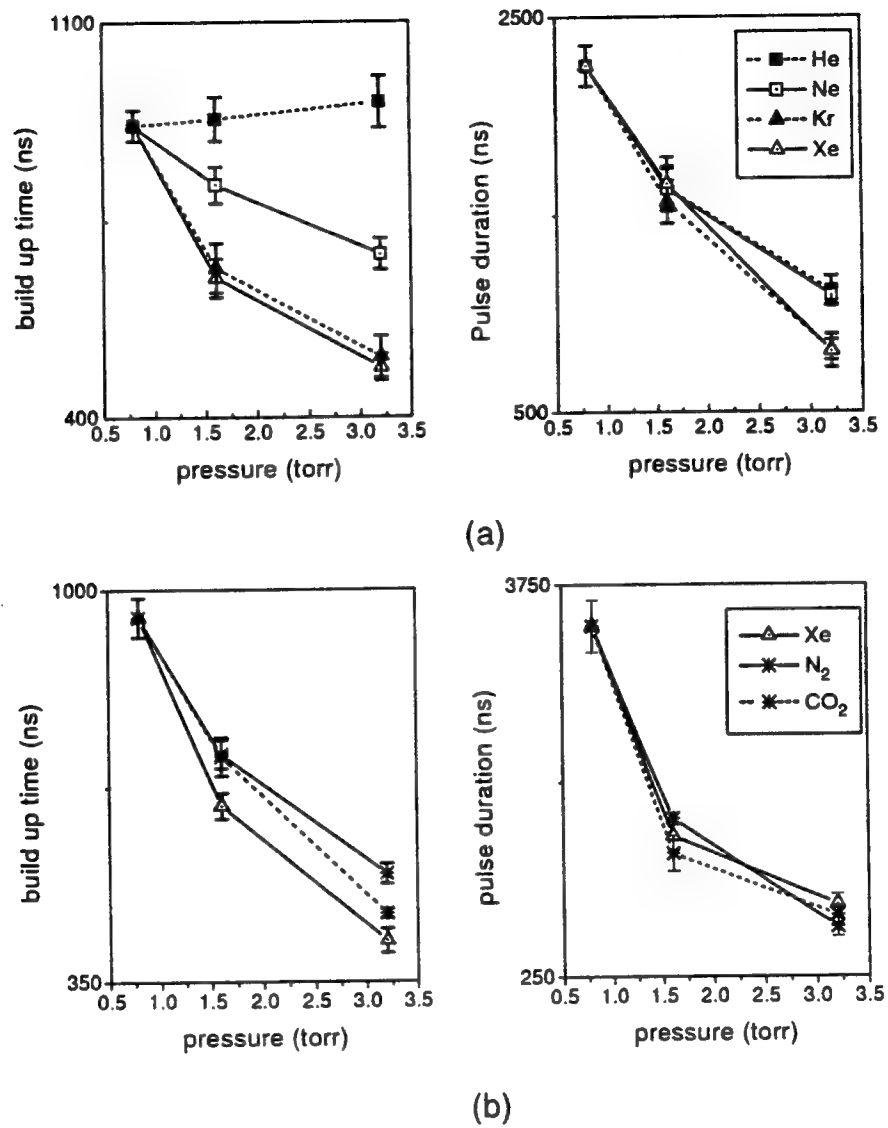 1100
build up time (ns)
400
0.5 1.0 1.5 2.0 2.5 3.0 3.5
pressure (torr)
2500
Pulse duration (ns)
500
0.5 1.0 1.5 2.0 2.5 3.0 3.5
pressure (torr)
He
Ne
Kr
Xe
(a)
1000
build up time (ns)
350
0.5 1.0 1.5 2.0 2.5 3.0 3.5
pressure (torr)
3750
pulse duration (ns)
250
0.5 1.0 1.5 2.0 2.5 3.0 3.5
pressure (torr)
Xe
N2
CO2
(b)